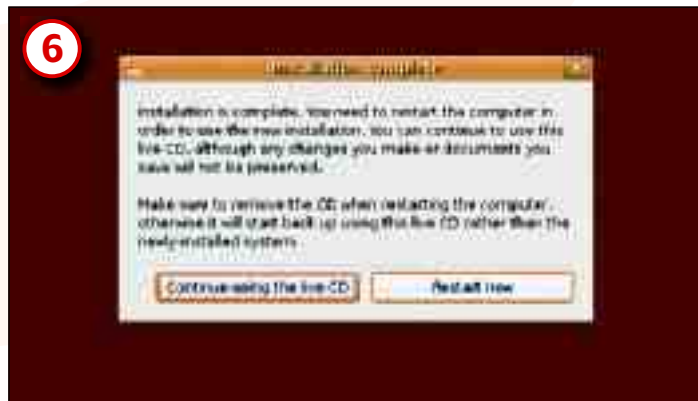 6
Installation complete
Installation is complete. You need to restart the computer in
order to use the new installation. You can continue to use this
live CD, although any changes you make or documents you
save will not be preserved.
Make sure to remove the CD when restarting the computer,
otherwise it will start back up using this live CD rather than the
newly-installed system.
Continue using the live CD
Restart now